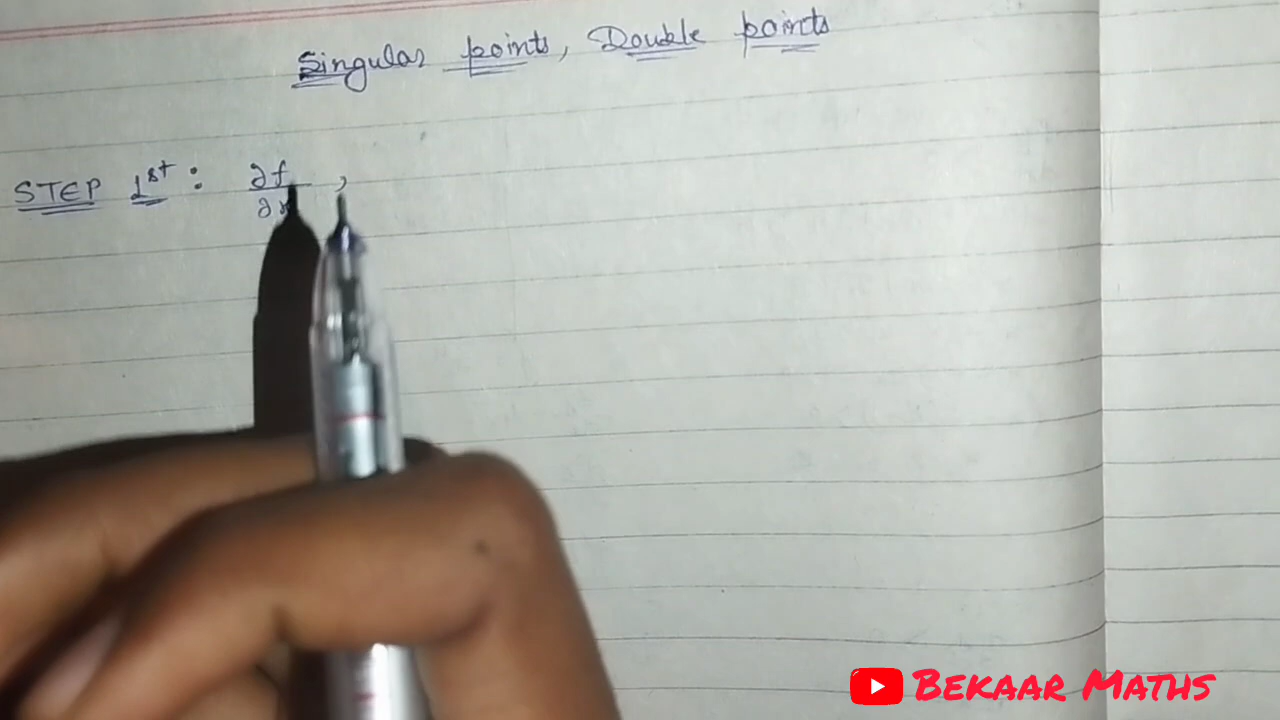 Singular points, Double points
STEP 1st : ∂f
∂x ,
BEKAAR MATHS